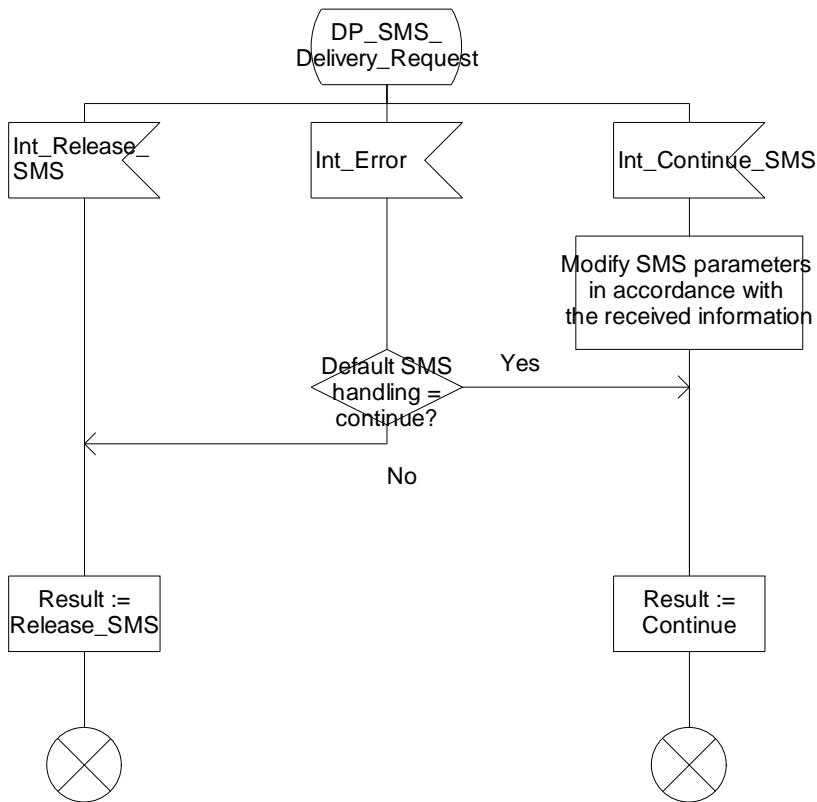 DP_SMS_
Delivery_Request
Int_Release_
SMS
Int_Error
Int_Continue_SMS
Modify SMS parameters
in accordance with
the received information
Default SMS
handling =
continue?
Yes
No
Result :=
Release_SMS
Result :=
Continue